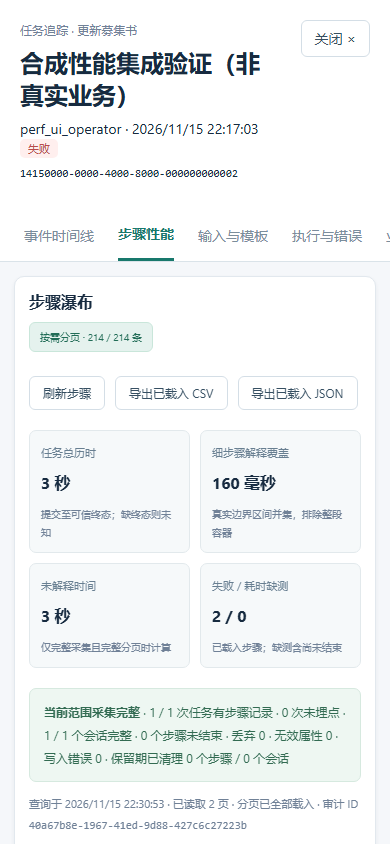 任务追踪 · 更新募集书
关闭 ×
合成性能集成验证（非
真实业务）
perf_ui_operator · 2026/11/15 22:17:03
失败
14150000-0000-4000-8000-000000000002
事件时间线
步骤性能
输入与模板
执行与错误
步骤瀑布
按需分页 · 214 / 214 条
刷新步骤
导出已载入 CSV
导出已载入 JSON
任务总历时
3 秒
提交至可信终态；缺终态则未
知
细步骤解释覆盖
160 毫秒
真实边界区间并集，排除整段
容器
未解释时间
3 秒
仅完整采集且完整分页时计算
失败 / 耗时缺测
2 / 0
已载入步骤；缺测含尚未结束
当前范围采集完整 · 1 / 1 次任务有步骤记录 · 0 次未埋点 ·
1 / 1 个会话完整 · 0 个步骤未结束 · 丢弃 0 · 无效属性 0 ·
写入错误 0 · 保留期已清理 0 个步骤 / 0 个会话
查询于 2026/11/15 22:30:53 · 已读取 2 页 · 分页已全部载入 · 审计 ID
40a67b8e-1967-41ed-9d88-427c6c27223b